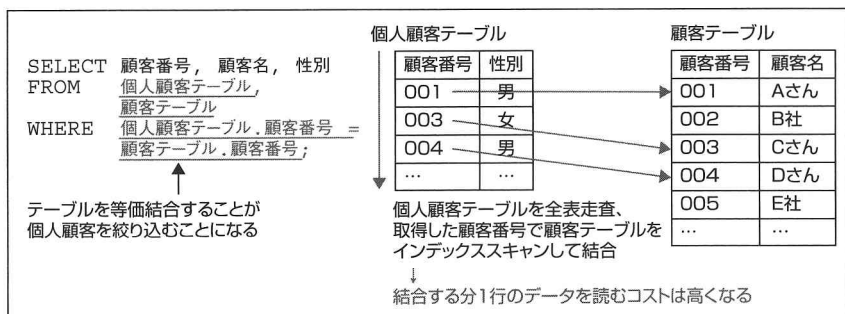 SELECT 顧客番号, 顧客名, 性別
FROM 個人顧客テーブル,
顧客テーブル
WHERE 個人顧客テーブル.顧客番号 =
顧客テーブル.顧客番号;
テーブルを等価結合することが
個人顧客を絞り込むことになる
個人顧客テーブル
顧客番号 性別
001 男
003 女
004 男
… …
個人顧客テーブルを全表走査、
取得した顧客番号で顧客テーブルを
インデックススキャンして結合
結合する分1行のデータを読むコストは高くなる
顧客テーブル
顧客番号 顧客名
001 Aさん
002 B社
003 Cさん
004 Dさん
005 E社
… …